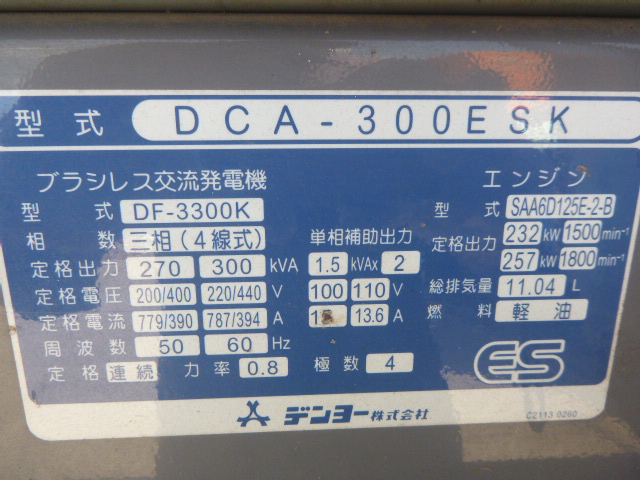 型式 DCA-300ESK
ブラシレス交流発電機
型式 DF-3300K
相数 三相(4線式)
定格出力 270 300 kVA
定格電圧 200/400 220/440 V
定格電流 779/390 787/394 A
周波数 50 60 Hz
定格 連続 力率 0.8 極数 4
単相補助出力
1.5 kVAx 2
100 110 V
13.6 A
エンジン
型式 SAA6D125E-2-B
定格出力 232 kW 1500 min⁻¹
257 kW 1800 min⁻¹
総排気量 11.04 L
燃料 軽油
ES
デンヨー株式会社
C2113 0260